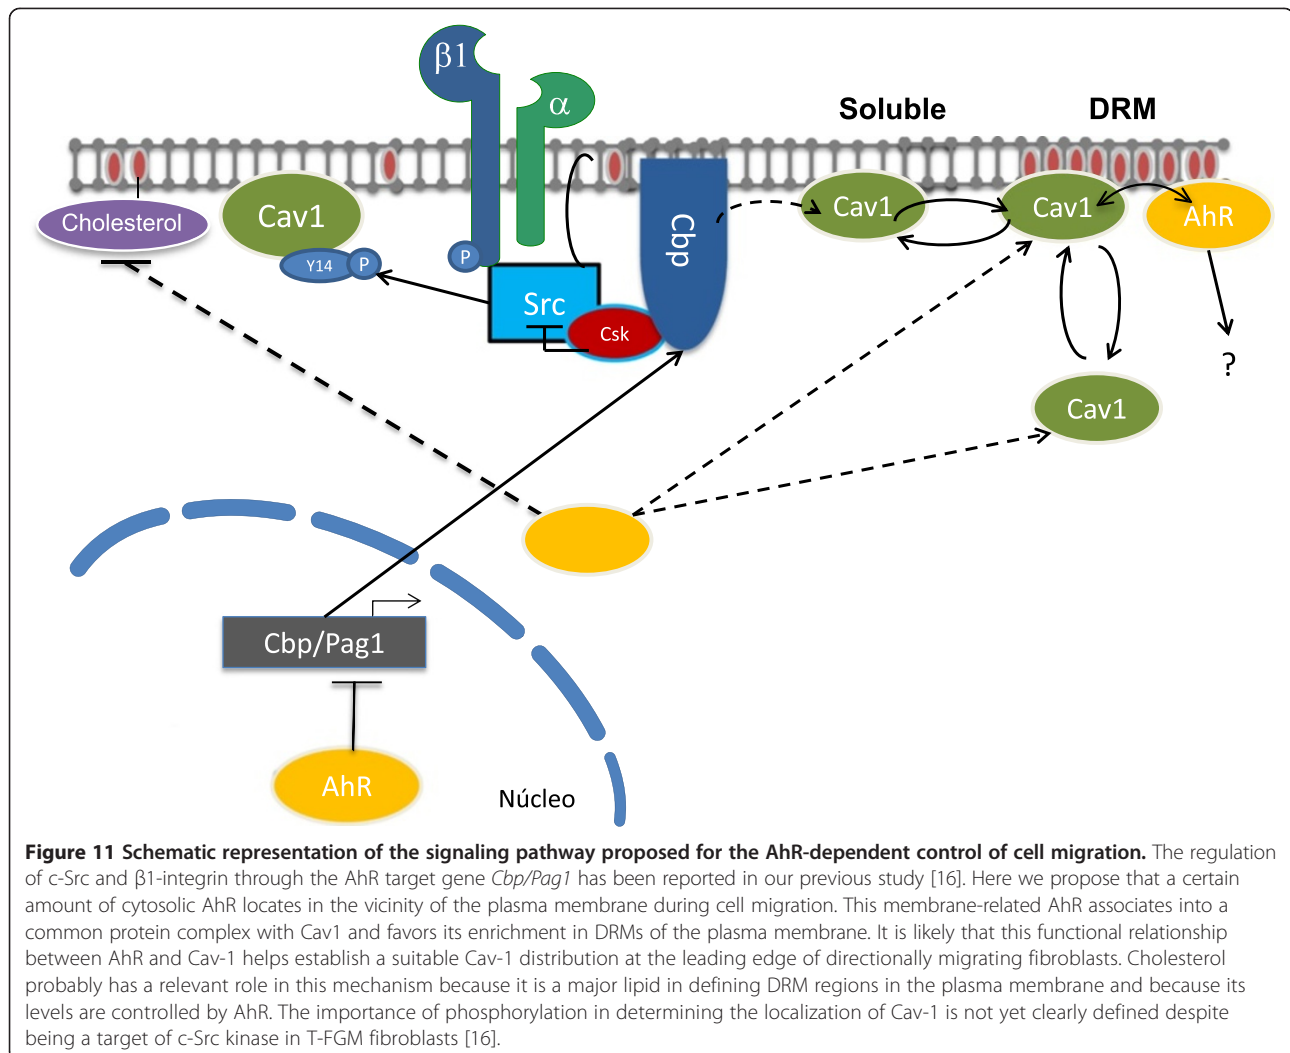 β1
α
Soluble
DRM
Cholesterol
Cav1
Y14
P
P
Src
Csk
Cbp
Cav1
Cav1
AhR
?
Cav1
Cbp/Pag1
AhR
Núcleo
Figure 11 Schematic representation of the signaling pathway proposed for the AhR-dependent control of cell migration. The regulation
of c-Src and β1-integrin through the AhR target gene Cbp/Pag1 has been reported in our previous study [16]. Here we propose that a certain
amount of cytosolic AhR locates in the vicinity of the plasma membrane during cell migration. This membrane-related AhR associates into a
common protein complex with Cav1 and favors its enrichment in DRMs of the plasma membrane. It is likely that this functional relationship
between AhR and Cav-1 helps establish a suitable Cav-1 distribution at the leading edge of directionally migrating fibroblasts. Cholesterol
probably has a relevant role in this mechanism because it is a major lipid in defining DRM regions in the plasma membrane and because its
levels are controlled by AhR. The importance of phosphorylation in determining the localization of Cav-1 is not yet clearly defined despite
being a target of c-Src kinase in T-FGM fibroblasts [16].